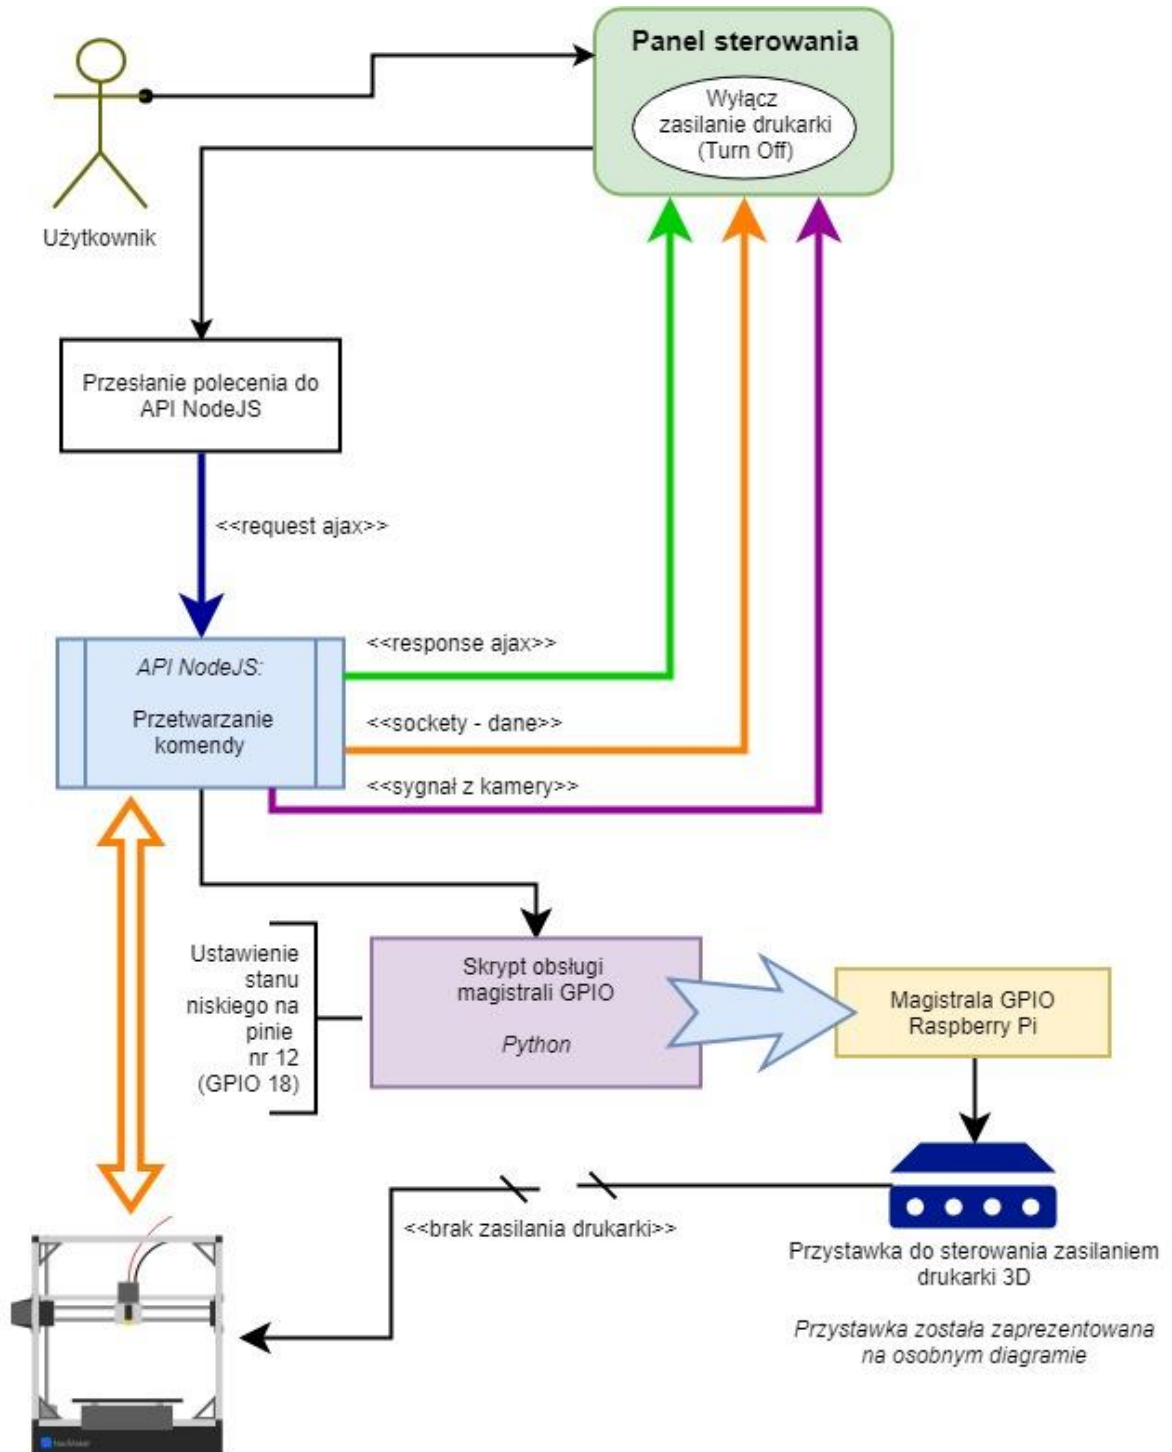 Panel sterowania
Wyłącz
zasilanie drukarki
(Turn Off)
Użytkownik
Przesłanie polecenia do
API NodeJS
<<request ajax>>
API NodeJS:
Przetwarzanie
komendy
<<response ajax>>
<<sockety - dane>>
<<sygnał z kamery>>
Ustawienie
stanu
niskiego na
pinie
nr 12
(GPIO 18)
Skrypt obsługi
magistrali GPIO
Python
Magistrala GPIO
Raspberry Pi
<<brak zasilania drukarki>>
Przystawka do sterowania zasilaniem
drukarki 3D
Przystawka została zaprezentowana
na osobnym diagramie